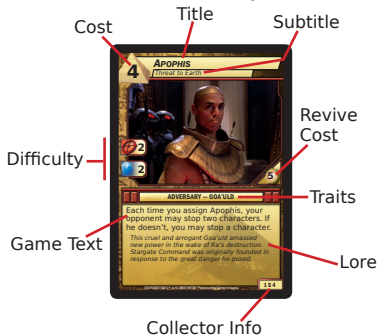 Title
Cost
Subtitle
APOPHIS
Threat to Earth
4
Revive
Cost
2
Difficulty
2
5
ADVERSARY – GOA'ULD
Traits
Each time you assign Apophis, your
opponent may stop two characters. If
he doesn't, you may stop a character.
Game Text
This cruel and arrogant Goa'uld amassed
new power in the wake of Ra's destruction.
Stargate Command was originally founded in
response to the great danger he posed.
Lore
154
Collector Info